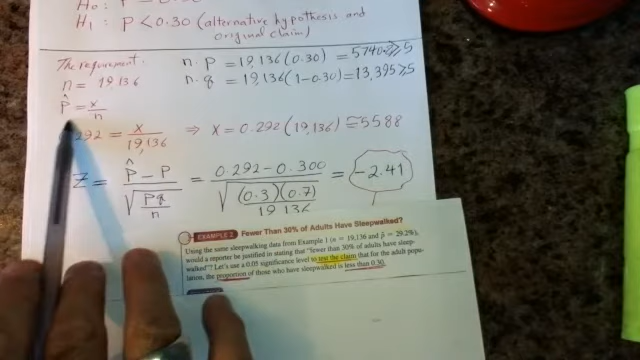 H₀: P
H₁: P < 0.30 (alternative hypothesis and
original claim)
The requirement:
n = 19,136
n.p = 19,136(0.30) = 5740 ≥ 5
n.q = 19,136(1-0.30) = 13,395 ≥ 5
p̂ = x/n
.292 = x/19,136 ⇒ x = 0.292(19,136) ≅ 5588
Z = (p̂ - P)/√(pq/n) = (0.292 - 0.300)/√((0.3)(0.7)/19136) = -2.41
EXAMPLE 2 Fewer Than 30% of Adults Have Sleepwalked?
Using the same sleepwalking data from Example 1 (n = 19,136 and p̂ = 29.2%),
would a reporter be justified in stating that "fewer than 30% of adults have sleep-
walked"? Let's use a 0.05 significance level to test the claim that for the adult popu-
lation, the proportion of those who have sleepwalked is less than 0.30.